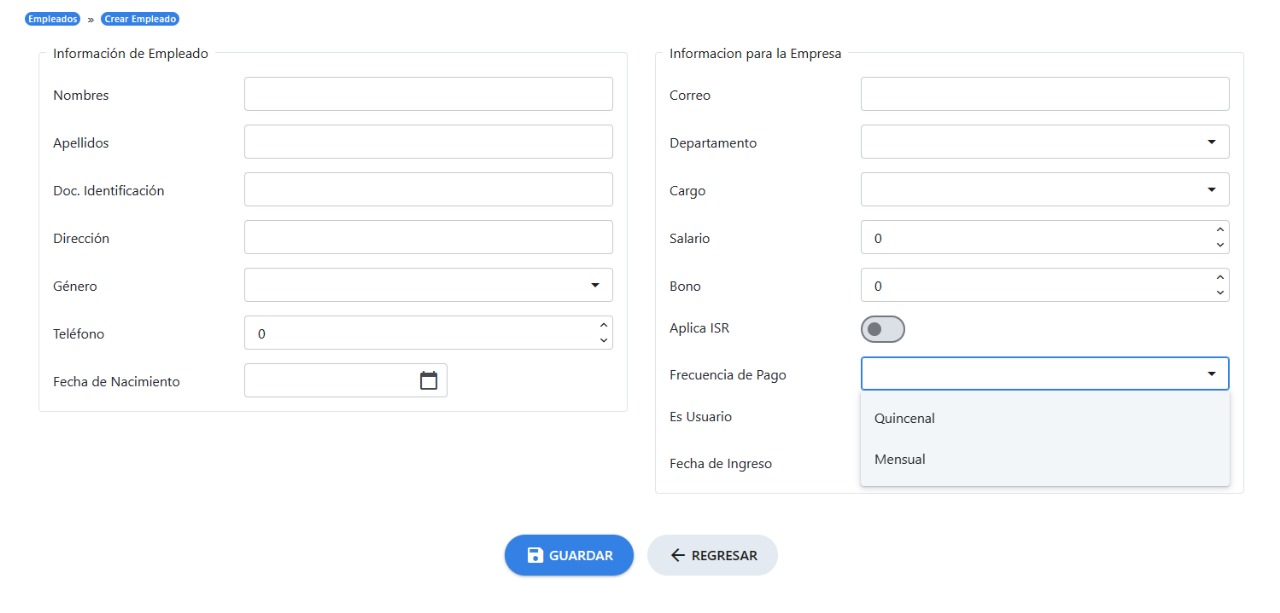 Empleados » Crear Empleado
Información de Empleado
Nombres
Apellidos
Doc. Identificación
Dirección
Género
Teléfono 0
Fecha de Nacimiento
Informacion para la Empresa
Correo
Departamento
Cargo
Salario 0
Bono 0
Aplica ISR
Frecuencia de Pago
Quincenal
Mensual
Es Usuario
Fecha de Ingreso
GUARDAR
REGRESAR